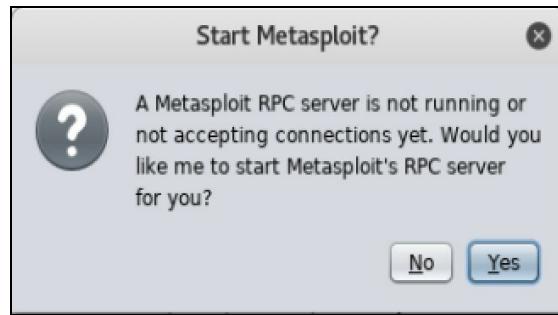 Start Metasploit?
A Metasploit RPC server is not running or
not accepting connections yet. Would you
like me to start Metasploit's RPC server
for you?
No
Yes